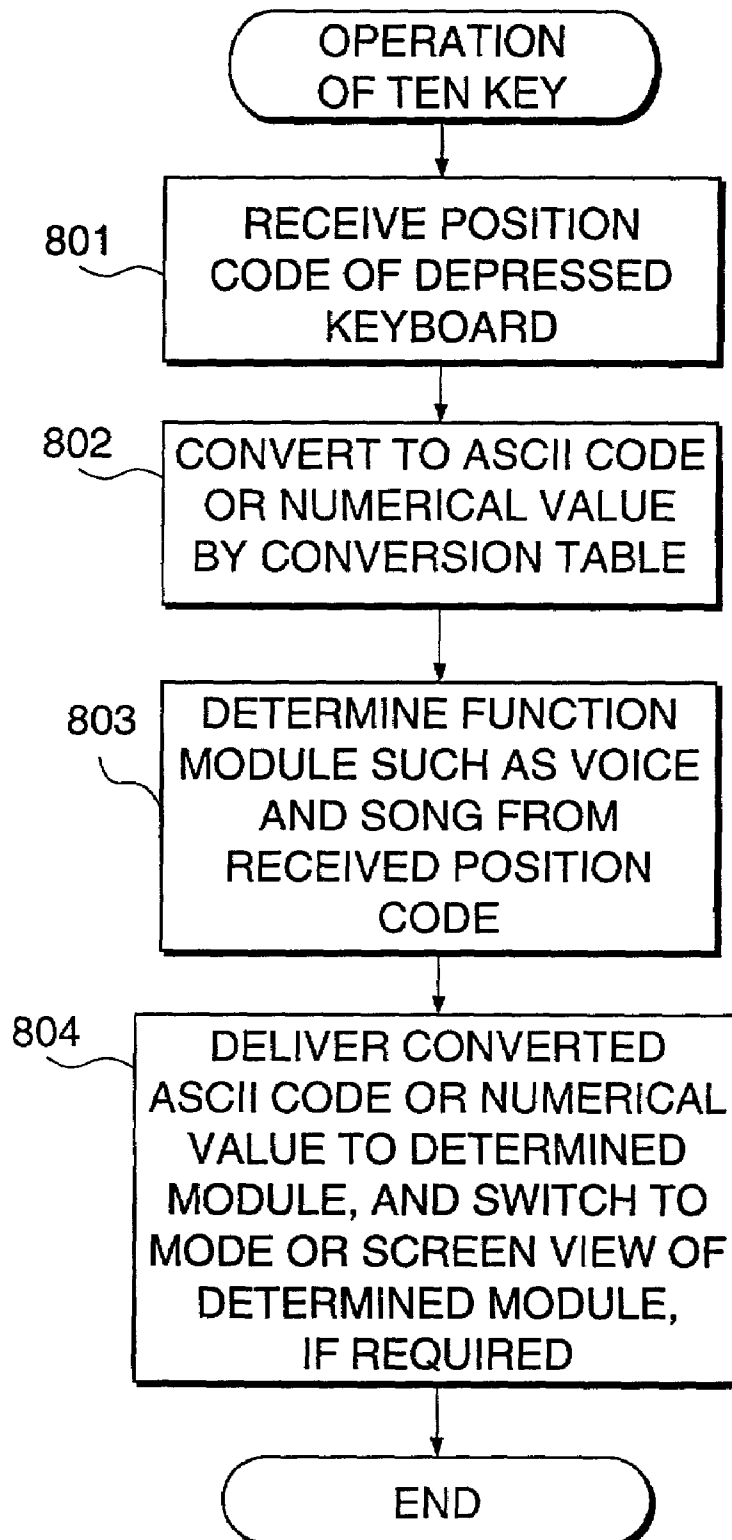 OPERATION
OF TEN KEY
801
RECEIVE POSITION
CODE OF DEPRESSED
KEYBOARD
802
CONVERT TO ASCII CODE
OR NUMERICAL VALUE
BY CONVERSION TABLE
803
DETERMINE FUNCTION
MODULE SUCH AS VOICE
AND SONG FROM
RECEIVED POSITION
CODE
804
DELIVER CONVERTED
ASCII CODE OR NUMERICAL
VALUE TO DETERMINED
MODULE, AND SWITCH TO
MODE OR SCREEN VIEW OF
DETERMINED MODULE,
IF REQUIRED
END